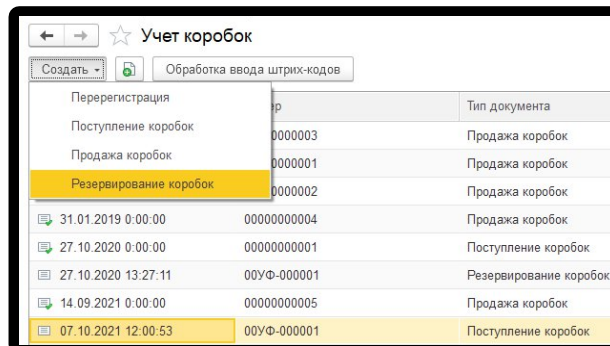 Учет коробок
Создать Обработка ввода штрих-кодов
Перерегистрация
Поступление коробок
Продажа коробок
Резервирование коробок
Тип документа
0000003 Продажа коробок
0000001 Продажа коробок
0000002 Продажа коробок
31.01.2019 0:00:00 00000000004 Продажа коробок
27.10.2020 0:00:00 00000000001 Поступление коробок
27.10.2020 13:27:11 00УФ-000001 Резервирование коробок
14.09.2021 0:00:00 00000000005 Продажа коробок
07.10.2021 12:00:53 00УФ-000001 Поступление коробок